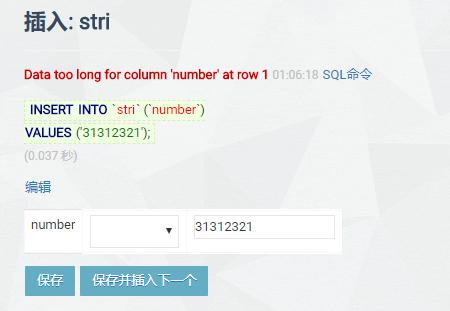 插入: stri
Data too long for column 'number' at row 1 01:06:18 SQL命令
INSERT INTO `stri` (`number`)
VALUES ('31312321');
(0.037 秒)
编辑
number 31312321
保存 保存并插入下一个